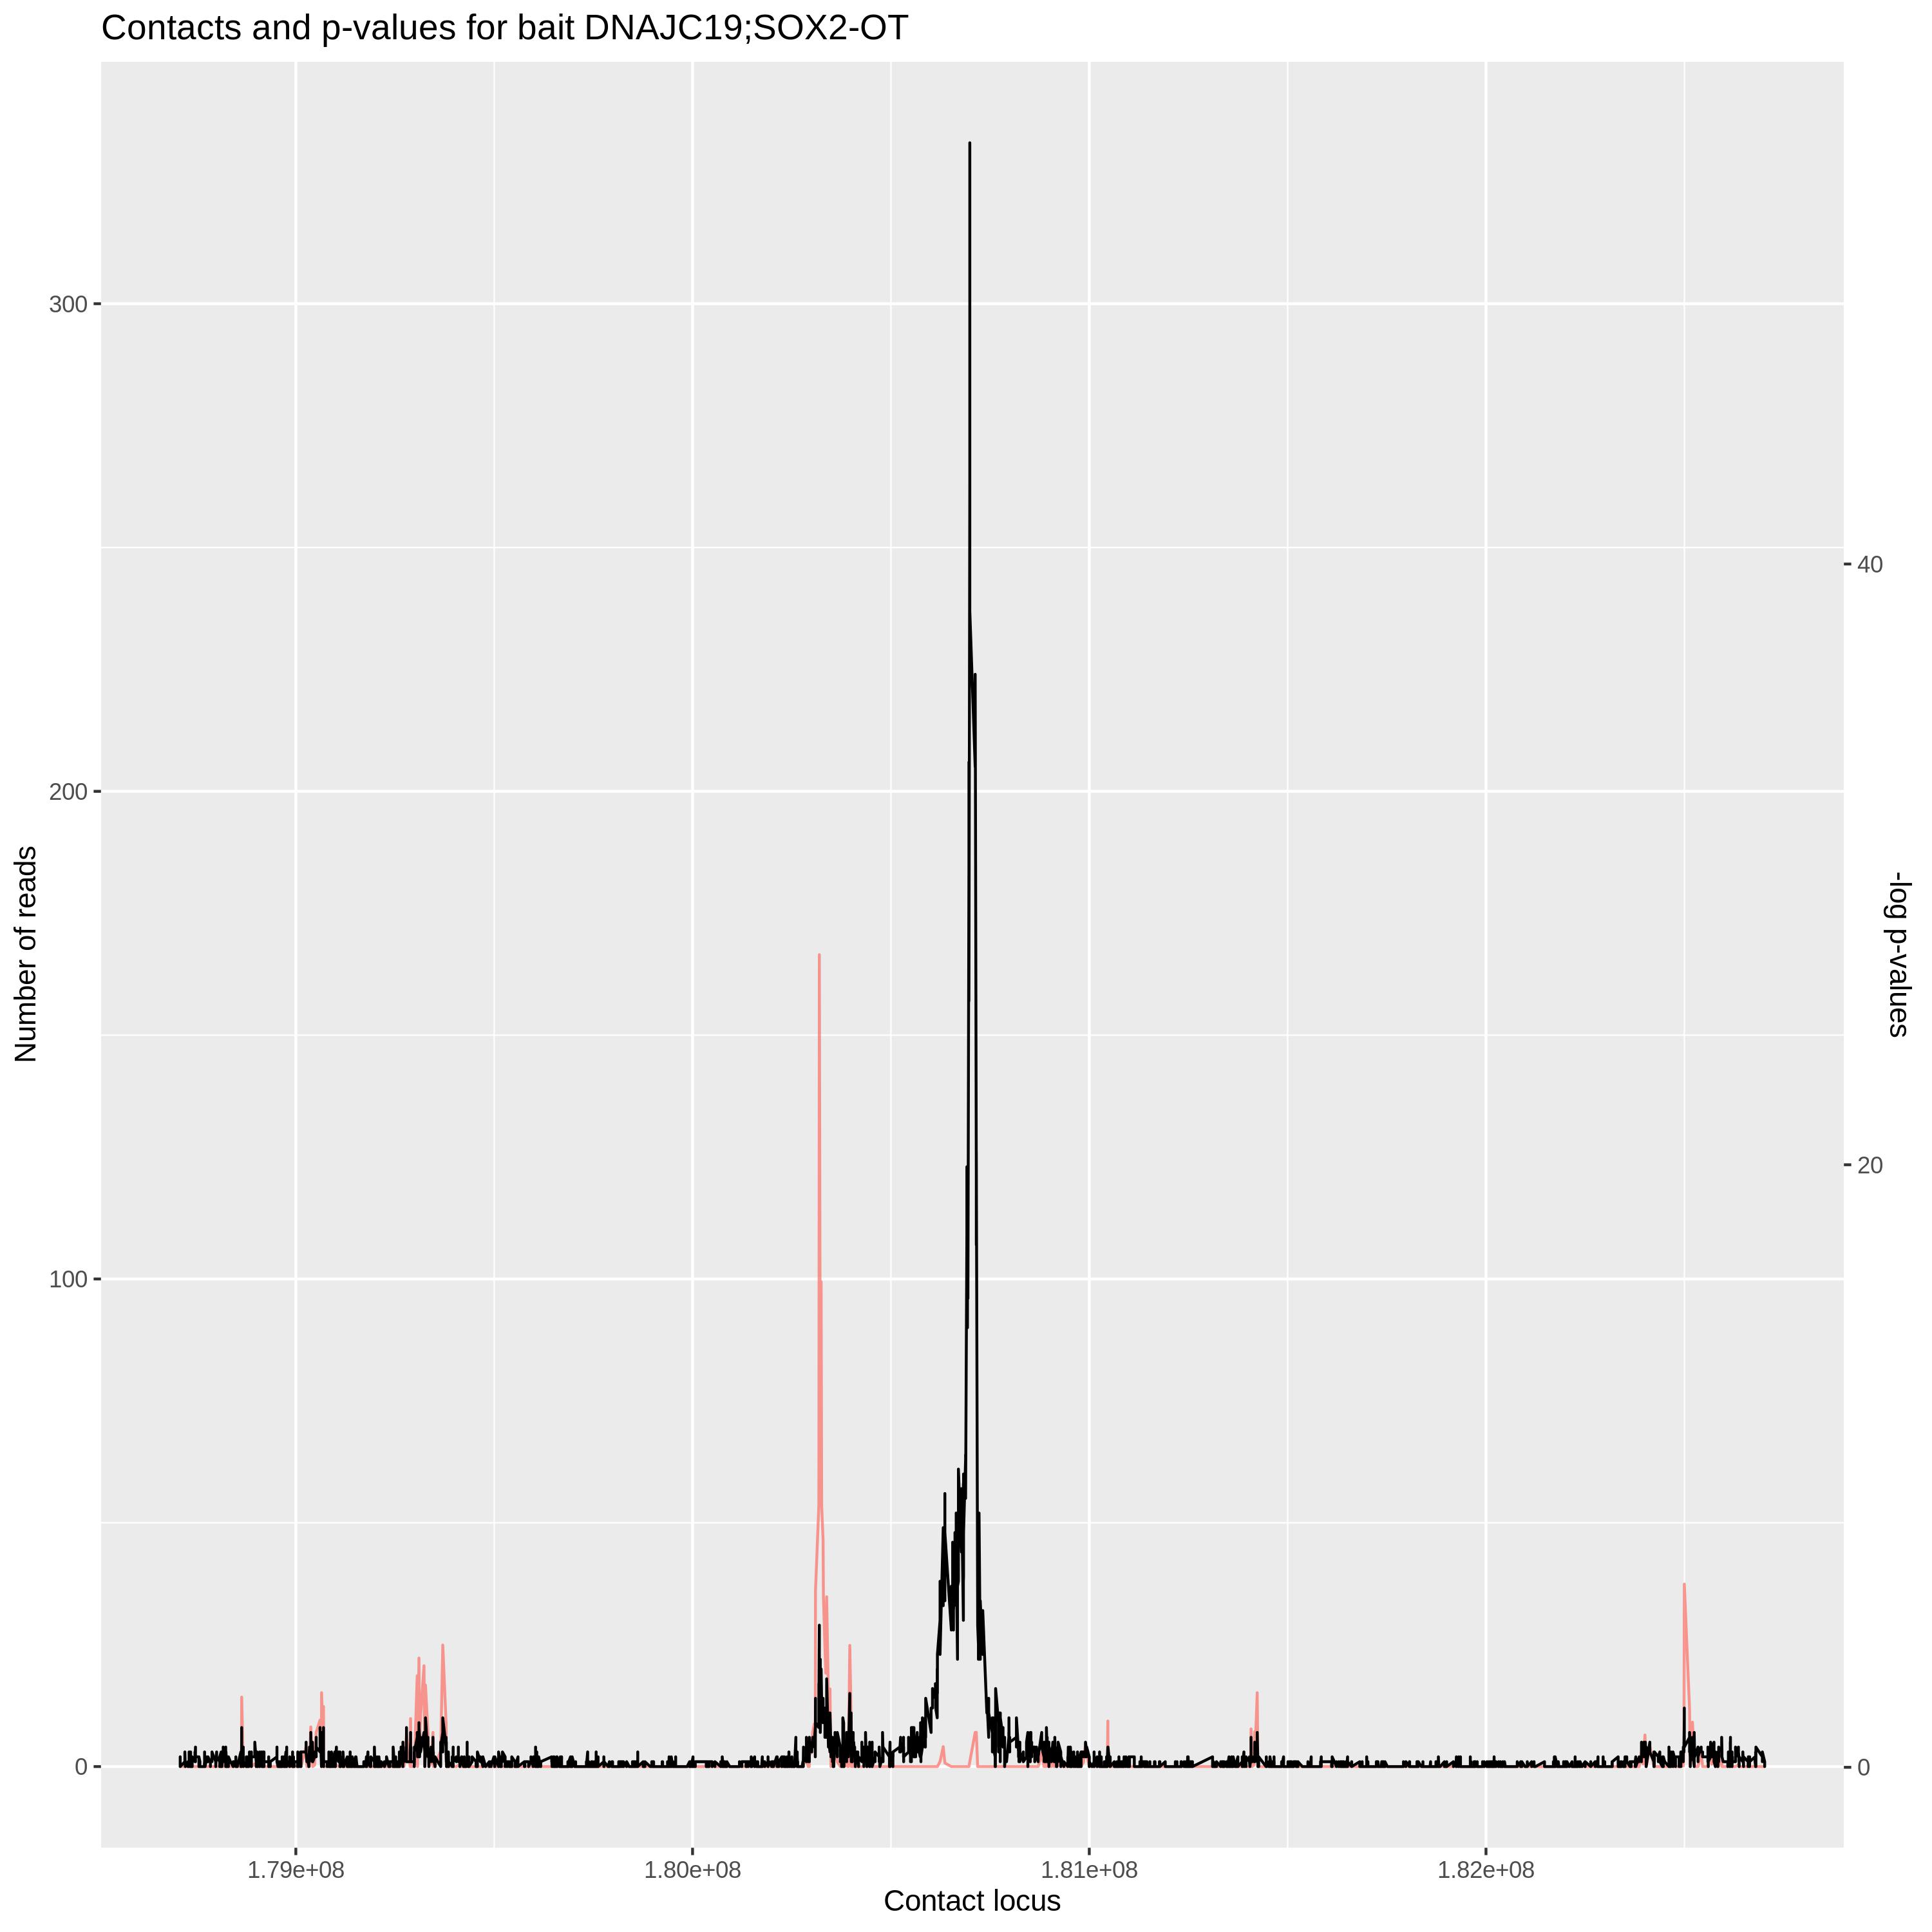 Contacts and p-values for bait DNAJC19;SOX2-OT
300
200
100
0
Number of reads
40
20
0
-log p-values
1.79e+08
1.80e+08
1.81e+08
1.82e+08
Contact locus